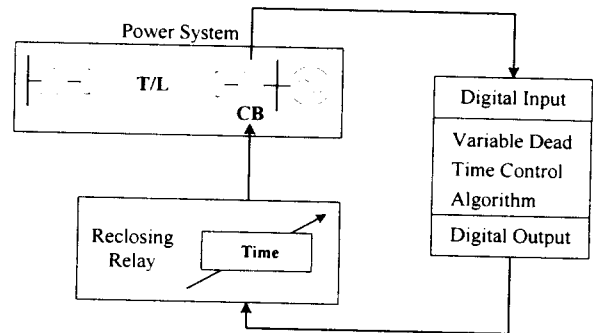 Power System
T/L
CB
Digital Input
Variable Dead
Time Control
Algorithm
Digital Output
Reclosing
Relay
Time